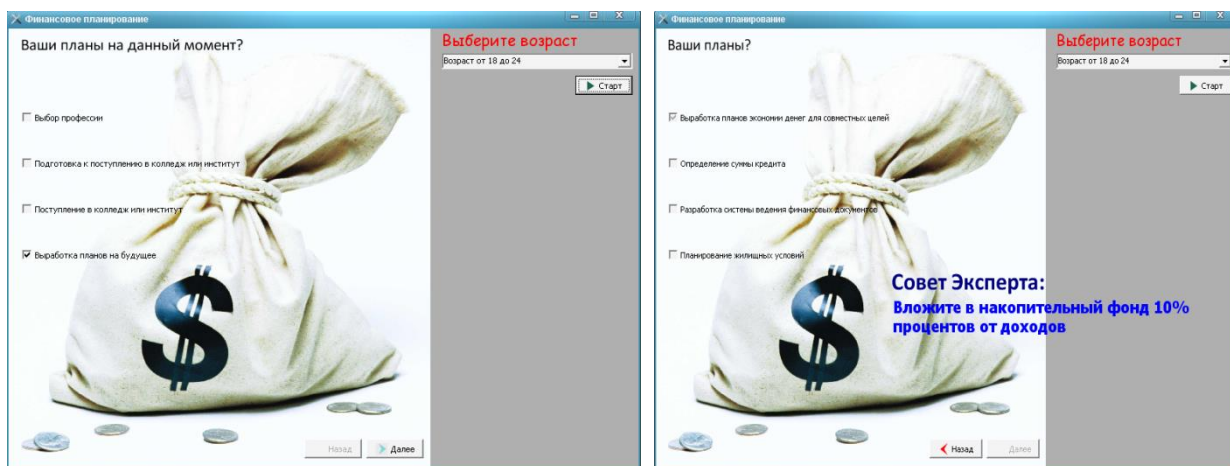 Финансовое планирование
Ваши планы на данный момент?
Выберите возраст
Возраст от 18 до 24
Старт
Выбор профессии
Подготовка к поступлению в колледж или институт
Поступление в колледж или институт
Выработка планов на будущее
$
Назад
Далее
Финансовое планирование
Ваши планы?
Выберите возраст
Возраст от 18 до 24
Старт
Выработка планов экономии денег для совместных целей
Определение суммы кредита
Разработка системы ведения финансовых документов
Планирование жилищных условий
$
Совет Эксперта:
Вложите в накопительный фонд 10%
процентов от доходов
Назад
Далее